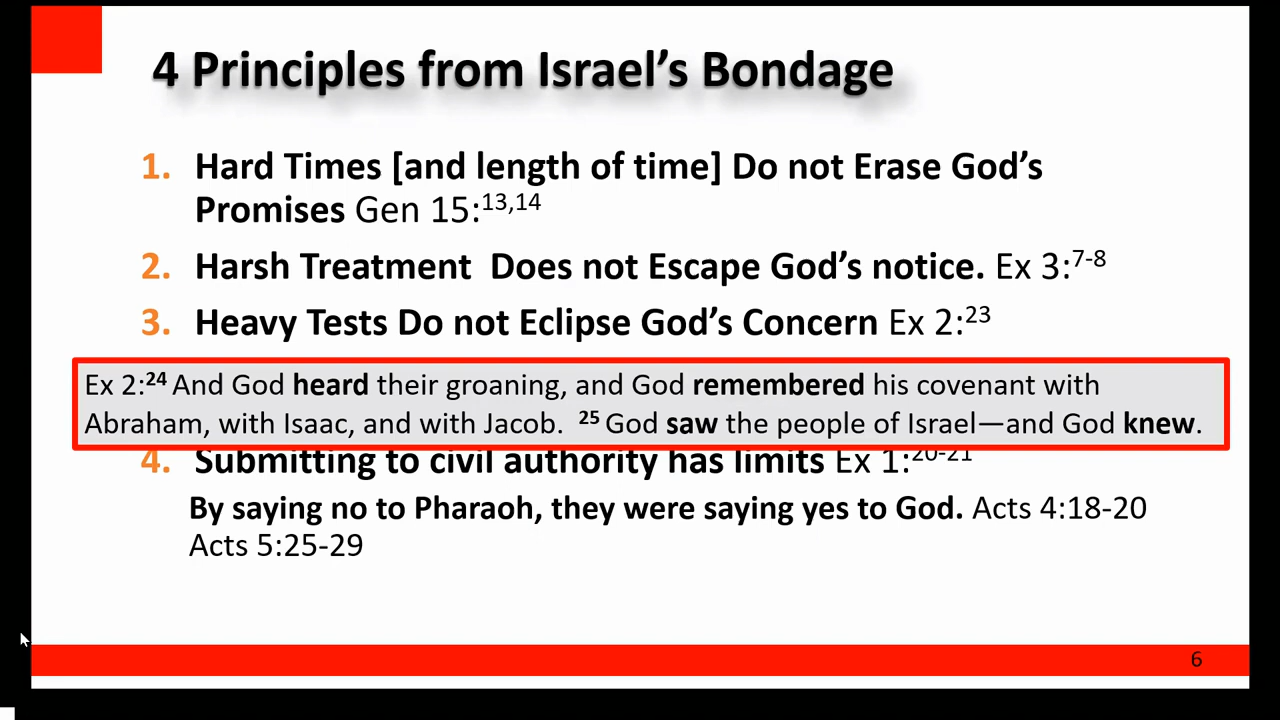 4 Principles from Israel’s Bondage
1. Hard Times [and length of time] Do not Erase God’s
Promises Gen 15:13,14
2. Harsh Treatment  Does not Escape God’s notice. Ex 3:7-8
3. Heavy Tests Do not Eclipse God’s Concern Ex 2:23
Ex 2:24 And God heard their groaning, and God remembered his covenant with
Abraham, with Isaac, and with Jacob.  25 God saw the people of Israel—and God knew.
4. Submitting to civil authority has limits Ex 1:20-21
By saying no to Pharaoh, they were saying yes to God. Acts 4:18-20
Acts 5:25-29
6